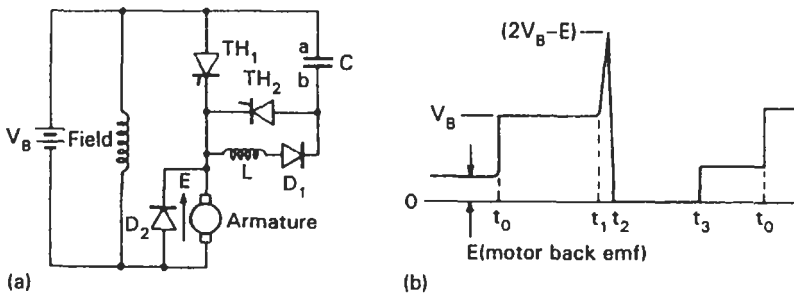 TH₁
a
C
b
TH₂
V_B
Field
L
D₁
E
D₂
Armature
(a)
(2V_B−E)
V_B
0
t₀
t₁
t₂
t₃
t₀
E(motor back emf)
(b)